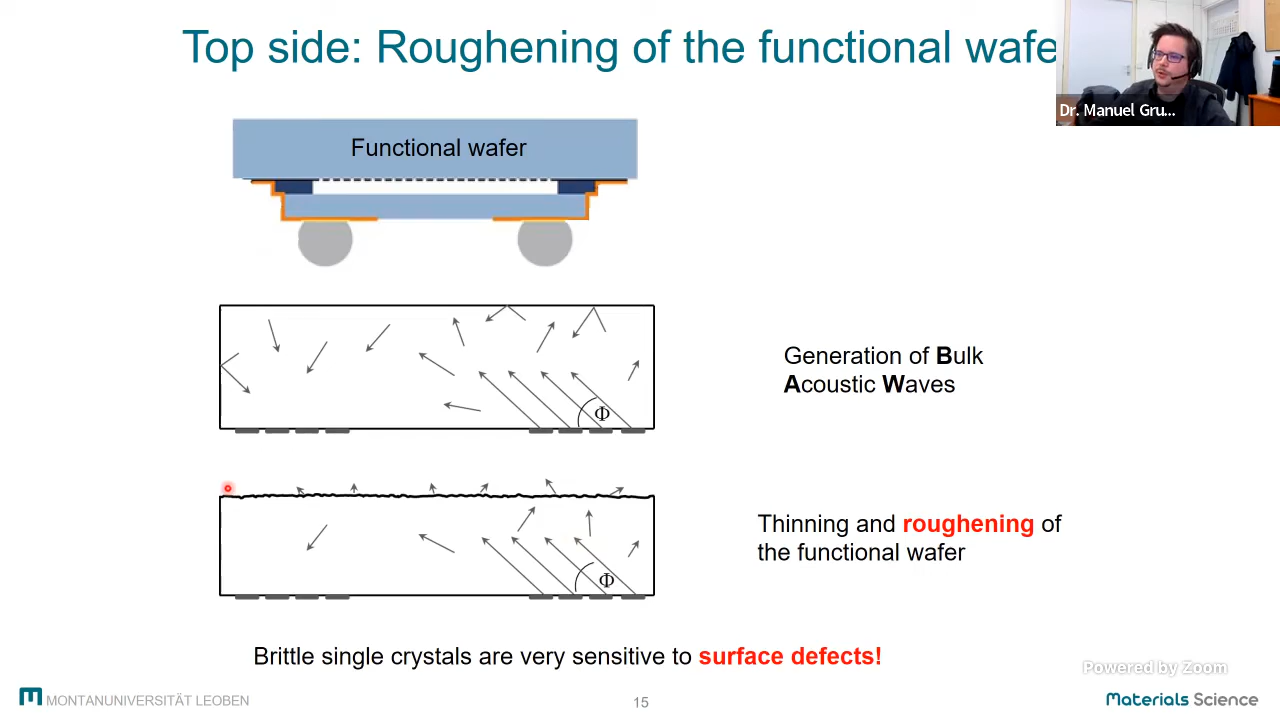 Top side: Roughening of the functional wafe
Dr. Manuel Gru...
Functional wafer
Generation of Bulk
Acoustic Waves
Φ
Thinning and roughening of
the functional wafer
Φ
Brittle single crystals are very sensitive to surface defects!
Powered by Zoom
MONTANUNIVERSITÄT LEOBEN
15
Materials Science